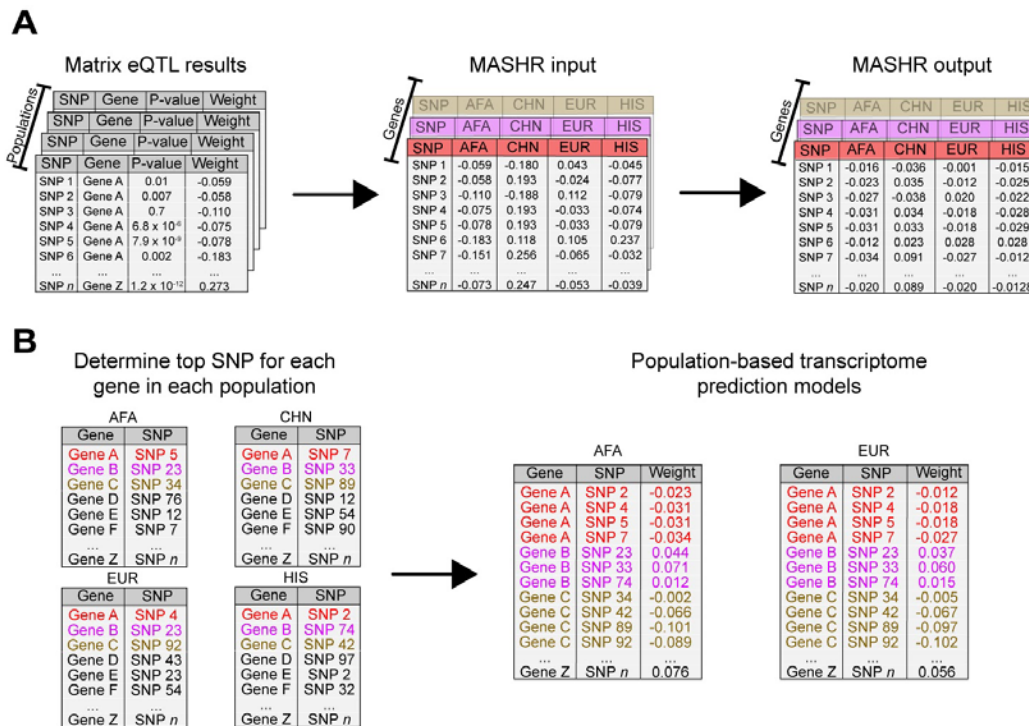 A
Matrix eQTL results
Populations
SNP Gene P-value Weight
SNP Gene P-value Weight
SNP Gene P-value Weight
SNP Gene P-value Weight
SNP 1 Gene A 0.01 -0.059
SNP 2 Gene A 0.007 -0.058
SNP 3 Gene A 0.7 -0.110
SNP 4 Gene A 6.8 x 10⁻⁶ -0.075
SNP 5 Gene A 7.9 x 10⁻⁹ -0.078
SNP 6 Gene A 0.002 -0.183
... ... ... ...
SNP n Gene Z 1.2 x 10⁻¹² 0.273
MASHR input
Genes
SNP AFA CHN EUR HIS
SNP AFA CHN EUR HIS
SNP AFA CHN EUR HIS
SNP 1 -0.059 -0.180 0.043 -0.045
SNP 2 -0.058 0.193 -0.024 -0.077
SNP 3 -0.110 -0.188 0.112 -0.079
SNP 4 -0.075 0.193 -0.033 -0.074
SNP 5 -0.078 0.193 -0.033 -0.079
SNP 6 -0.183 0.118 0.105 0.237
SNP 7 -0.151 0.256 -0.065 -0.032
... ... ... ... ...
SNP n -0.073 0.247 -0.053 -0.039
MASHR output
Genes
SNP AFA CHN EUR HIS
SNP AFA CHN EUR HIS
SNP AFA CHN EUR HIS
SNP 1 -0.016 -0.036 -0.001 -0.015
SNP 2 -0.023 0.035 -0.012 -0.025
SNP 3 -0.027 -0.038 0.020 -0.022
SNP 4 -0.031 0.034 -0.018 -0.028
SNP 5 -0.031 0.033 -0.018 -0.029
SNP 6 -0.012 0.023 0.028 0.028
SNP 7 -0.034 0.091 -0.027 -0.012
... ... ... ... ...
SNP n -0.020 0.089 -0.020 -0.0128
B
Determine top SNP for each
gene in each population
AFA
Gene SNP
Gene A SNP 5
Gene B SNP 23
Gene C SNP 34
Gene D SNP 76
Gene E SNP 12
Gene F SNP 7
... ...
Gene Z SNP n
CHN
Gene SNP
Gene A SNP 7
Gene B SNP 33
Gene C SNP 89
Gene D SNP 12
Gene E SNP 54
Gene F SNP 90
... ...
Gene Z SNP n
EUR
Gene SNP
Gene A SNP 4
Gene B SNP 23
Gene C SNP 92
Gene D SNP 43
Gene E SNP 23
Gene F SNP 54
... ...
Gene Z SNP n
HIS
Gene SNP
Gene A SNP 2
Gene B SNP 74
Gene C SNP 42
Gene D SNP 97
Gene E SNP 2
Gene F SNP 32
... ...
Gene Z SNP n
Population-based transcriptome
prediction models
AFA
Gene SNP Weight
Gene A SNP 2 -0.023
Gene A SNP 4 -0.031
Gene A SNP 5 -0.031
Gene A SNP 7 -0.034
Gene B SNP 23 0.044
Gene B SNP 33 0.071
Gene B SNP 74 0.012
Gene C SNP 34 -0.002
Gene C SNP 42 -0.066
Gene C SNP 89 -0.101
Gene C SNP 92 -0.089
... ... ...
Gene Z SNP n 0.076
EUR
Gene SNP Weight
Gene A SNP 2 -0.012
Gene A SNP 4 -0.018
Gene A SNP 5 -0.018
Gene A SNP 7 -0.027
Gene B SNP 23 0.037
Gene B SNP 33 0.060
Gene B SNP 74 0.015
Gene C SNP 34 -0.005
Gene C SNP 42 -0.067
Gene C SNP 89 -0.097
Gene C SNP 92 -0.102
... ... ...
Gene Z SNP n 0.056